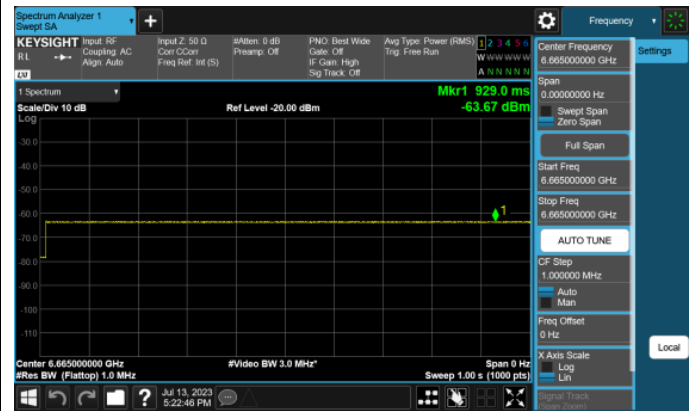 Spectrum Analyzer 1
Swept SA
Frequency
KEYSIGHT
Input: RF
Input Z: 50 Ω
#Atten: 0 dB
PNO: Best Wide
Avg Type: Power (RMS)
1 2 3 4 5 6
RL
Coupling: AC
Corr CCorr
Preamp: Off
Gate: Off
Trig: Free Run
W W W W W W
Align: Auto
Freq Ref: Int (S)
IF Gain: High
Sig Track: Off
A N N N N N
LXI
1 Spectrum
Mkr1 929.0 ms
Scale/Div 10 dB
Ref Level -20.00 dBm
-63.67 dBm
Log
-30.0
-40.0
-50.0
-60.0
1
-70.0
-80.0
-90.0
-100
-110
Center 6.665000000 GHz
#Video BW 3.0 MHz*
Span 0 Hz
#Res BW (Flattop) 1.0 MHz
Sweep 1.00 s (1000 pts)
Jul 13, 2023
5:22:46 PM
?
Center Frequency
6.665000000 GHz
Settings
Span
0.00000000 Hz
Swept Span
Zero Span
Full Span
Start Freq
6.665000000 GHz
Stop Freq
6.665000000 GHz
AUTO TUNE
CF Step
1.000000 MHz
Auto
Man
Freq Offset
0 Hz
X Axis Scale
Log
Lin
Local
Signal Track
(Span Zoom)